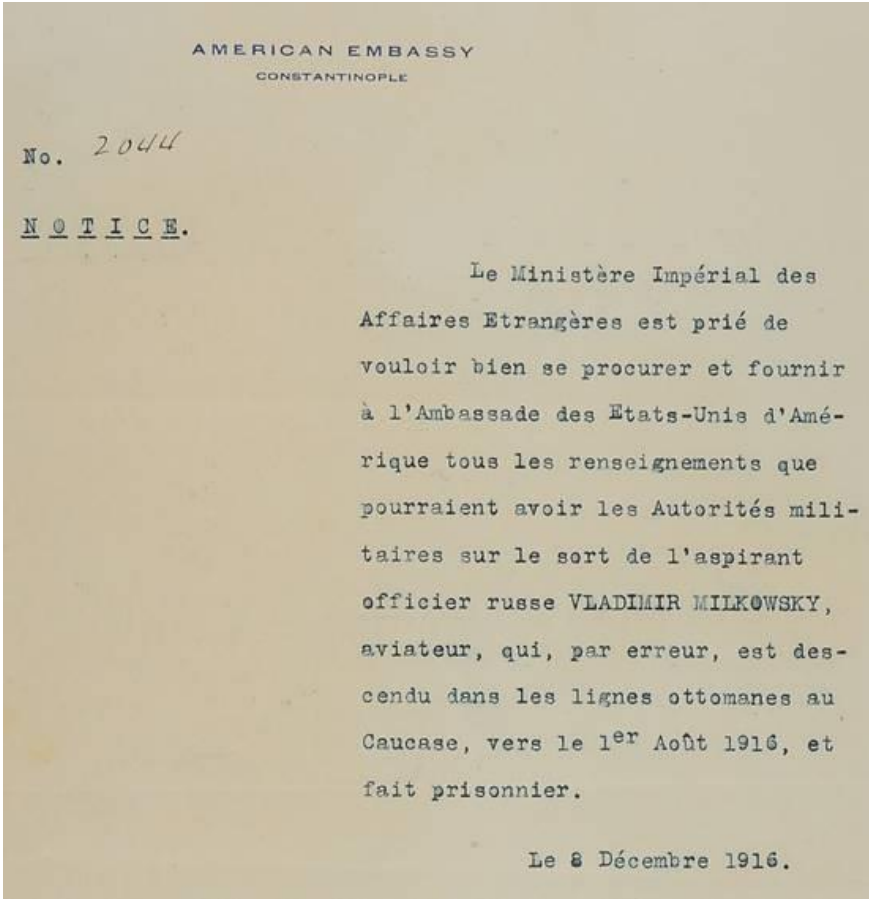 AMERICAN EMBASSY
CONSTANTINOPLE
No. 2044
NOTICE.
Le Ministère Impérial des
Affaires Etrangères est prié de
vouloir bien se procurer et fournir
à l'Ambassade des Etats-Unis d'Amé-
rique tous les renseignements que
pourraient avoir les Autorités mili-
taires sur le sort de l'aspirant
officier russe VLADIMIR MILKOWSKY,
aviateur, qui, par erreur, est des-
cendu dans les lignes ottomanes au
Caucase, vers le 1er Août 1916, et
fait prisonnier.
Le 8 Décembre 1916.